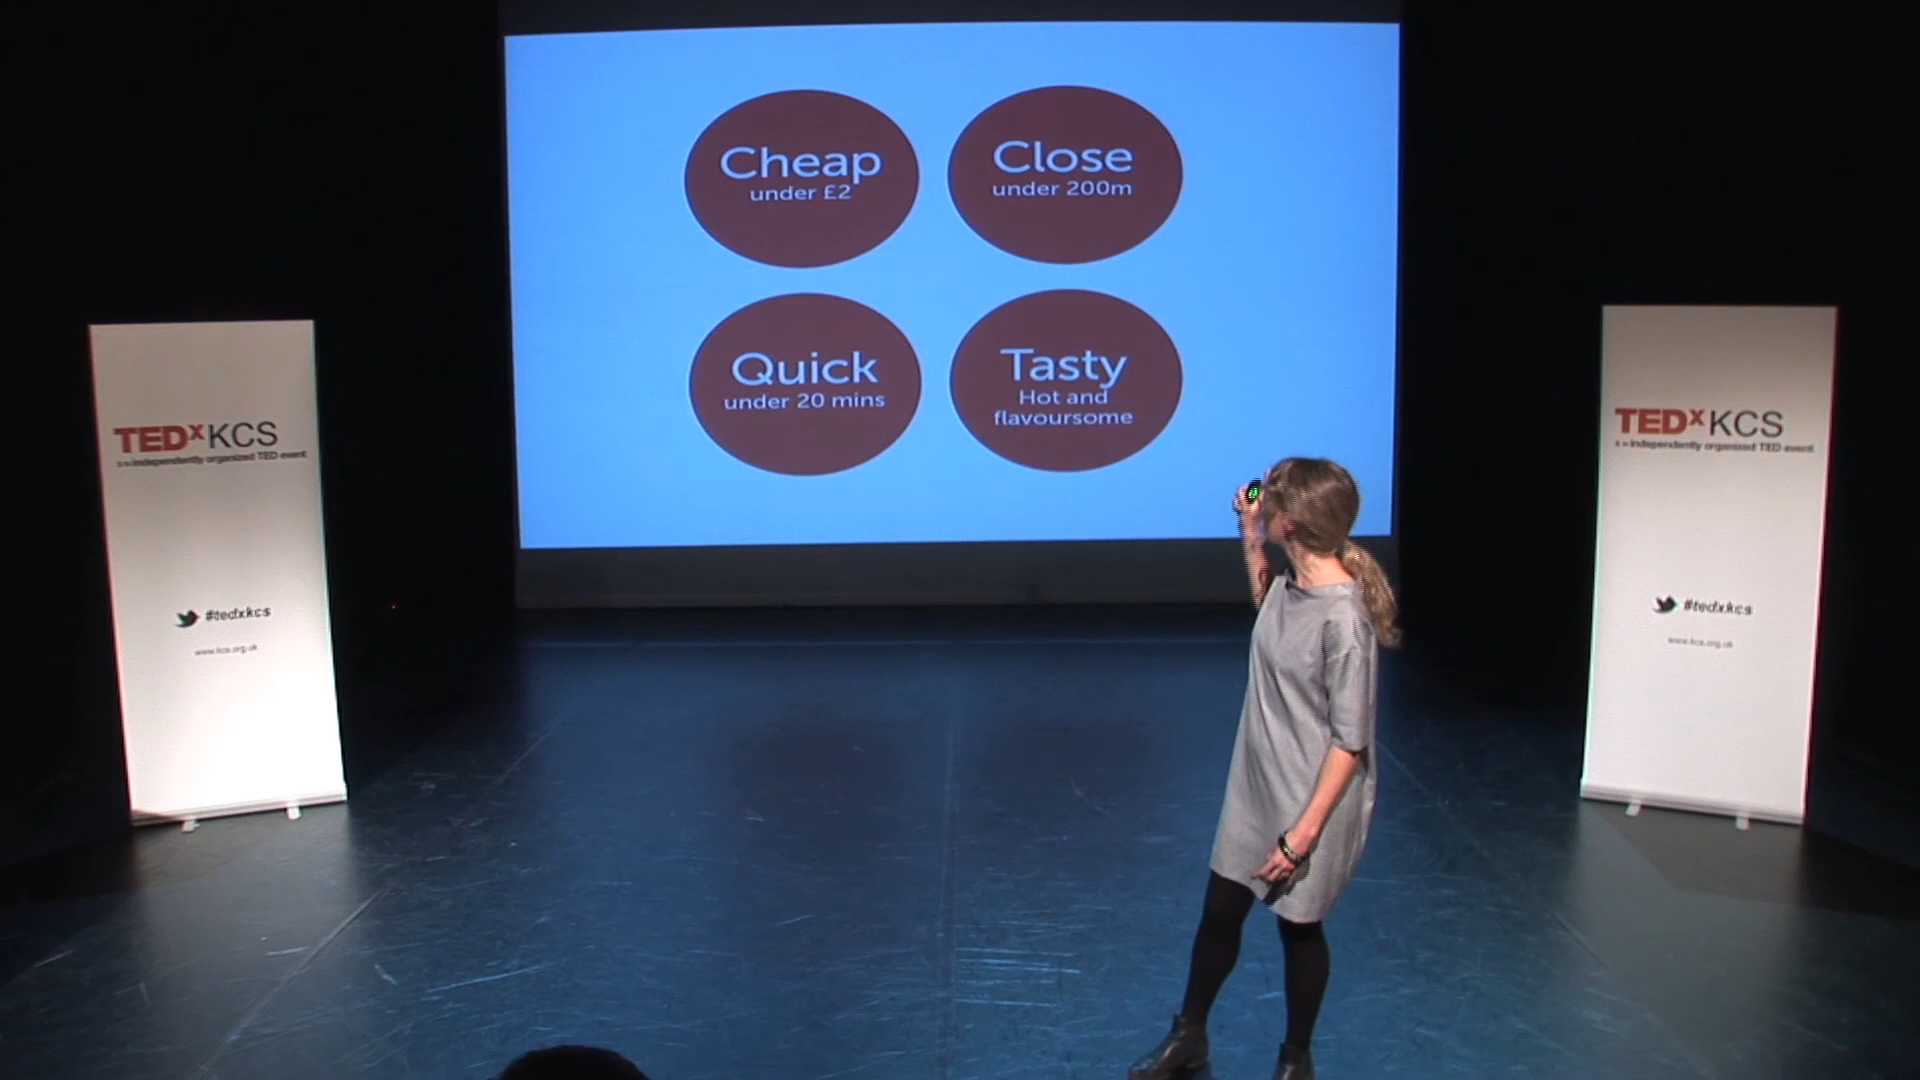 Cheap
under £2
Close
under 200m
Quick
under 20 mins
Tasty
Hot and
flavoursome
TEDxKCS
x = independently organized TED event
#tedxkcs
www.kcs.org.uk
TEDxKCS
x = independently organized TED event
#tedxkcs
www.kcs.org.uk